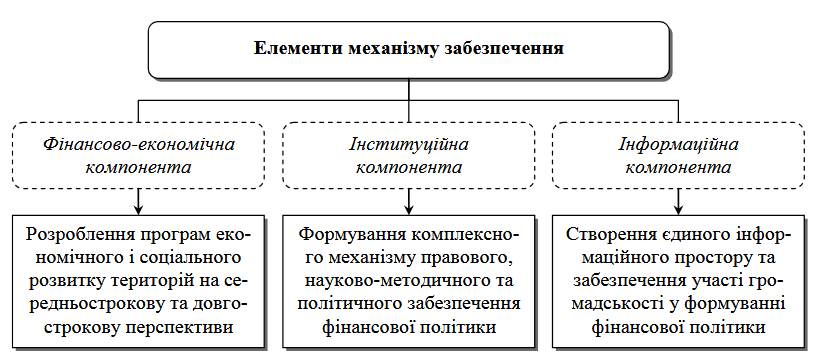 Елементи механізму забезпечення
Фінансово-економічна
компонента
Інституційна
компонента
Інформаційна
компонента
Розроблення програм еко-
номічного і соціального
розвитку територій на се-
редньострокову та довго-
строкову перспективи
Формування комплексно-
го механізму правового,
науково-методичного та
політичного забезпечення
фінансової політики
Створення єдиного інфор-
маційного простору та
забезпечення участі гро-
мадськості у формуванні
фінансової політики